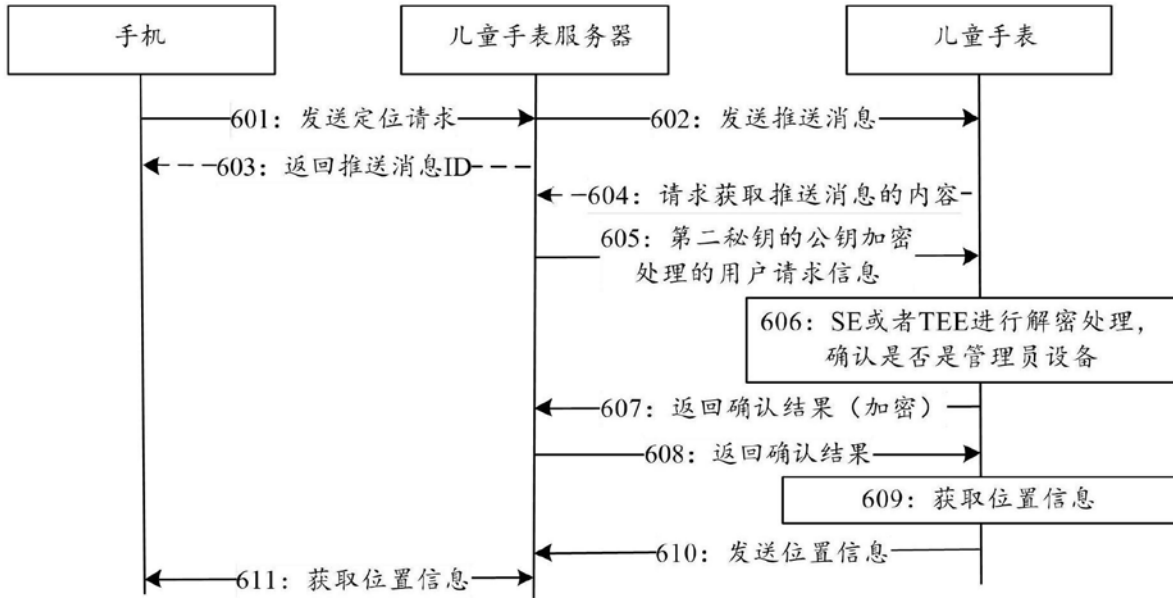 手机
儿童手表服务器
儿童手表
601：发送定位请求
602：发送推送消息
603：返回推送消息ID
604：请求获取推送消息的内容
605：第二秘钥的公钥加密
处理的用户请求信息
606：SE或者TEE进行解密处理，
确认是否是管理员设备
607：返回确认结果（加密）
608：返回确认结果
609：获取位置信息
610：发送位置信息
611：获取位置信息